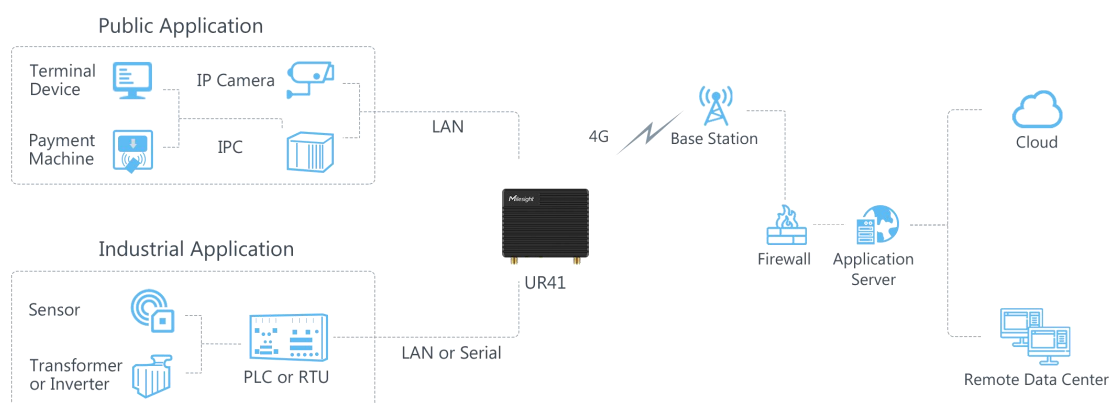 Public Application
Terminal
Device
IP Camera
Payment
Machine
IPC
LAN
4G
Base Station
Cloud
Milesight
UR41
Firewall
Application
Server
Industrial Application
Sensor
Transformer
or Inverter
PLC or RTU
LAN or Serial
Remote Data Center